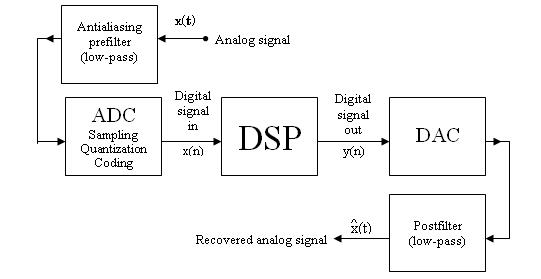 Antialiasing
prefilter
(low-pass)
x(t)
Analog signal
ADC
Sampling
Quantization
Coding
Digital
signal
in
x(n)
DSP
Digital
signal
out
y(n)
DAC
Postfilter
(low-pass)
x̂(t)
Recovered analog signal